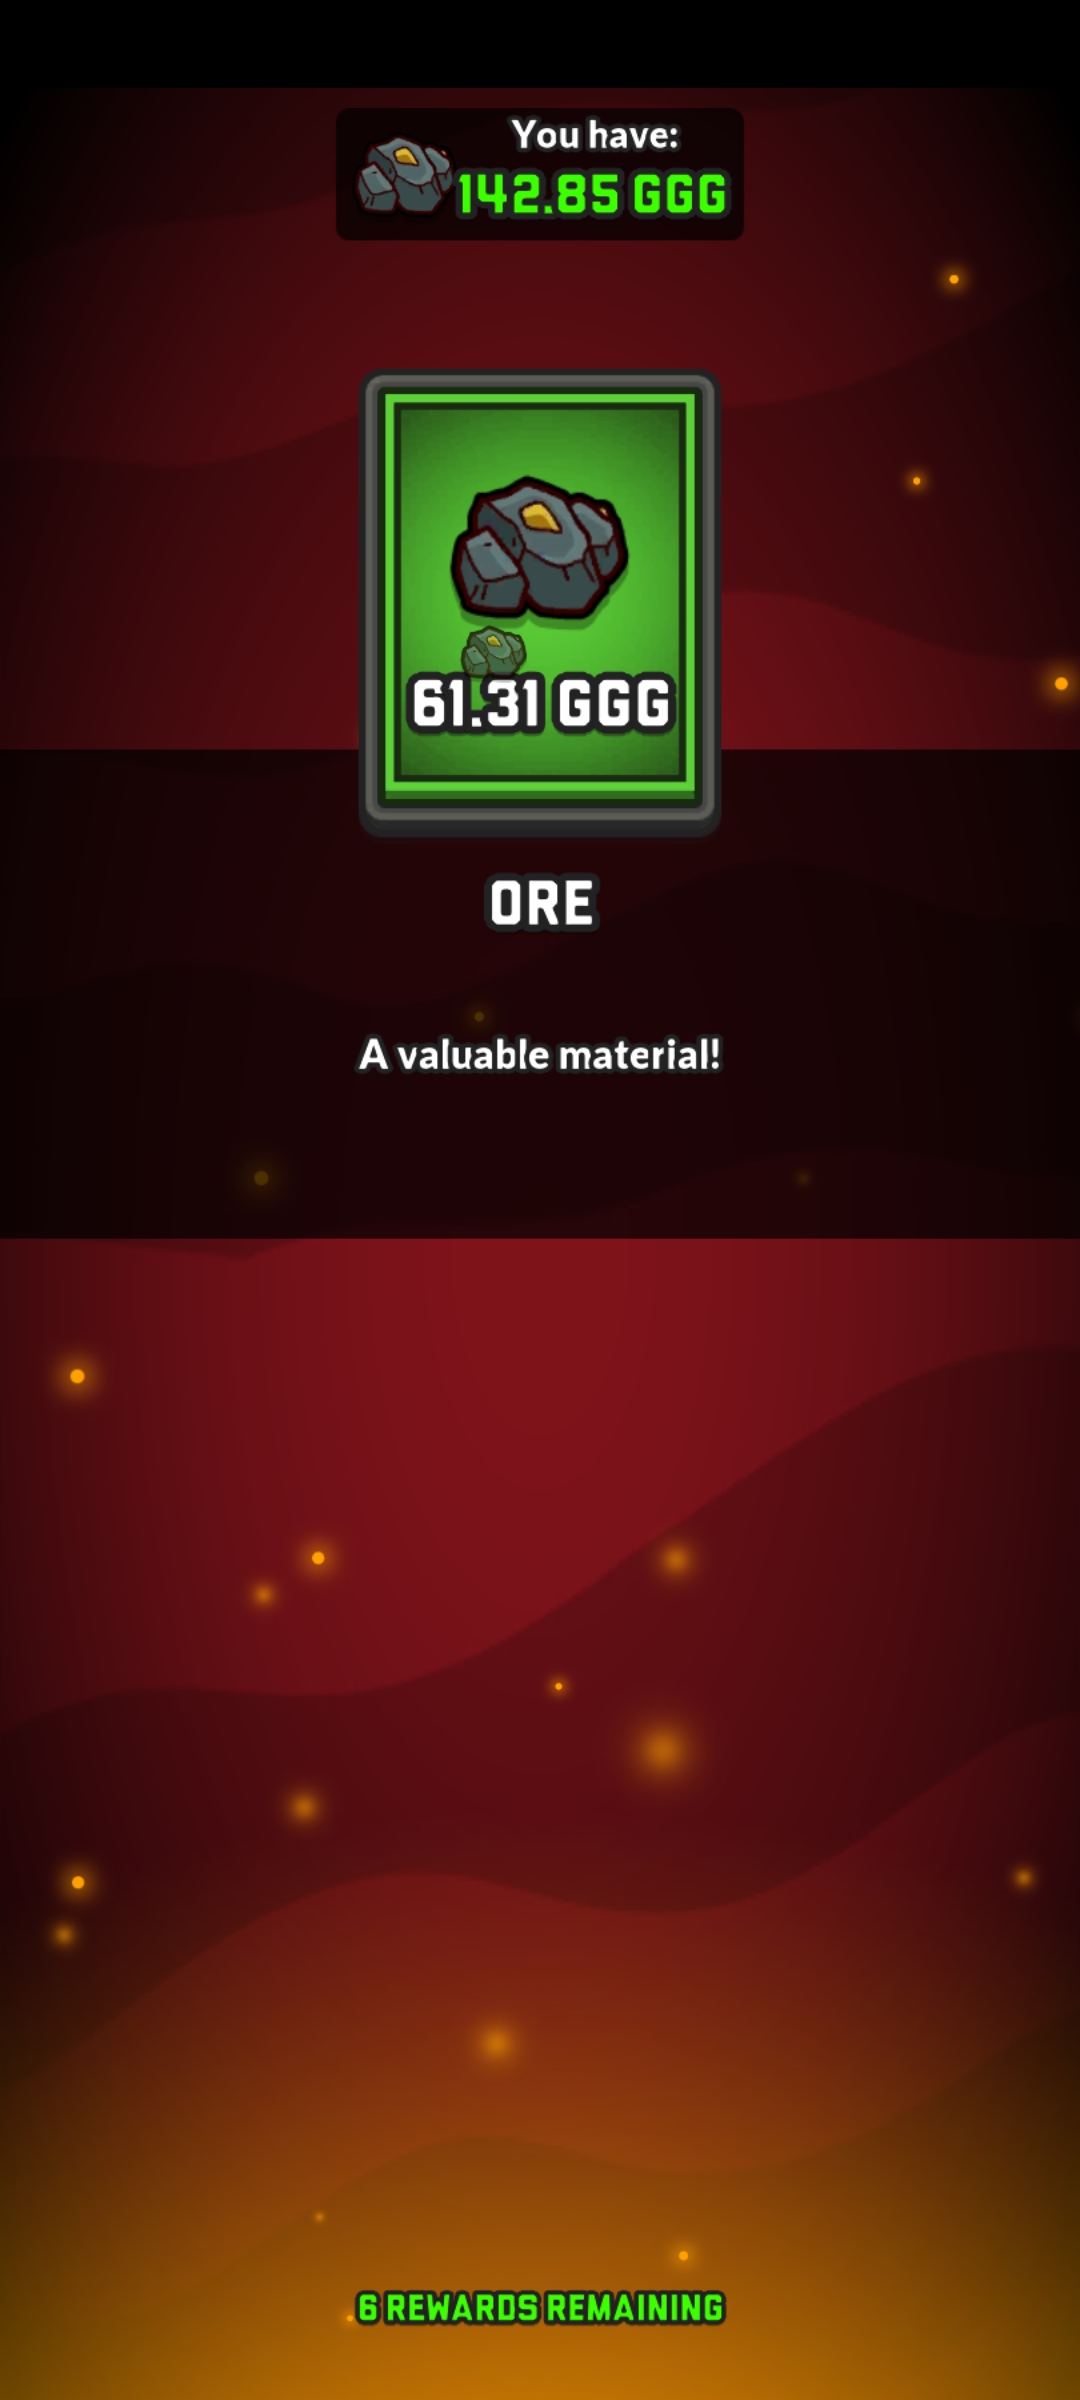 You have:
142.85 GGG
61.31 GGG
ORE
A valuable material!
6 REWARDS REMAINING